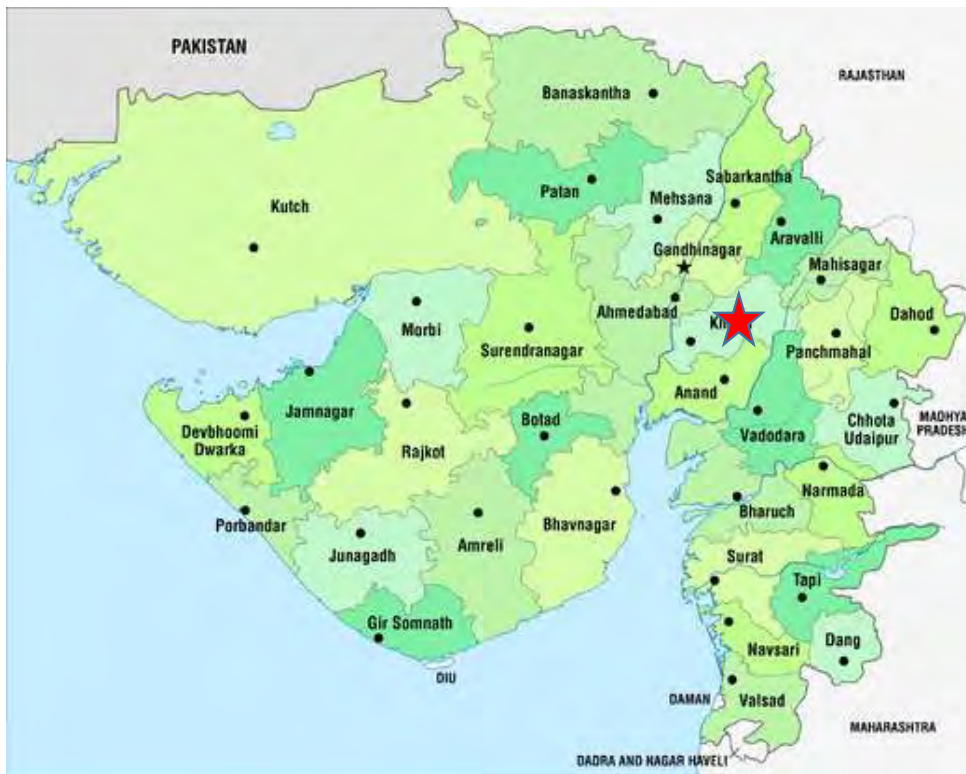 PAKISTAN
RAJASTHAN
Banaskantha
Patan
Mehsana
Sabarkantha
Kutch
Aravalli
Gandhinagar
Mahisagar
Ahmedabad
Morbi
Surendranagar
Dahod
Panchmahal
Anand
Jamnagar
Devbhoomi
Dwarka
Rajkot
Botad
Vadodara
Chhota
Udaipur
MADHYA
PRADESH
Narmada
Porbandar
Bharuch
Bhavnagar
Junagadh
Amreli
Surat
Tapi
Gir Somnath
Dang
Navsari
DIU
DAMAN
Valsad
MAHARASHTRA
DADRA AND NAGAR HAVELI